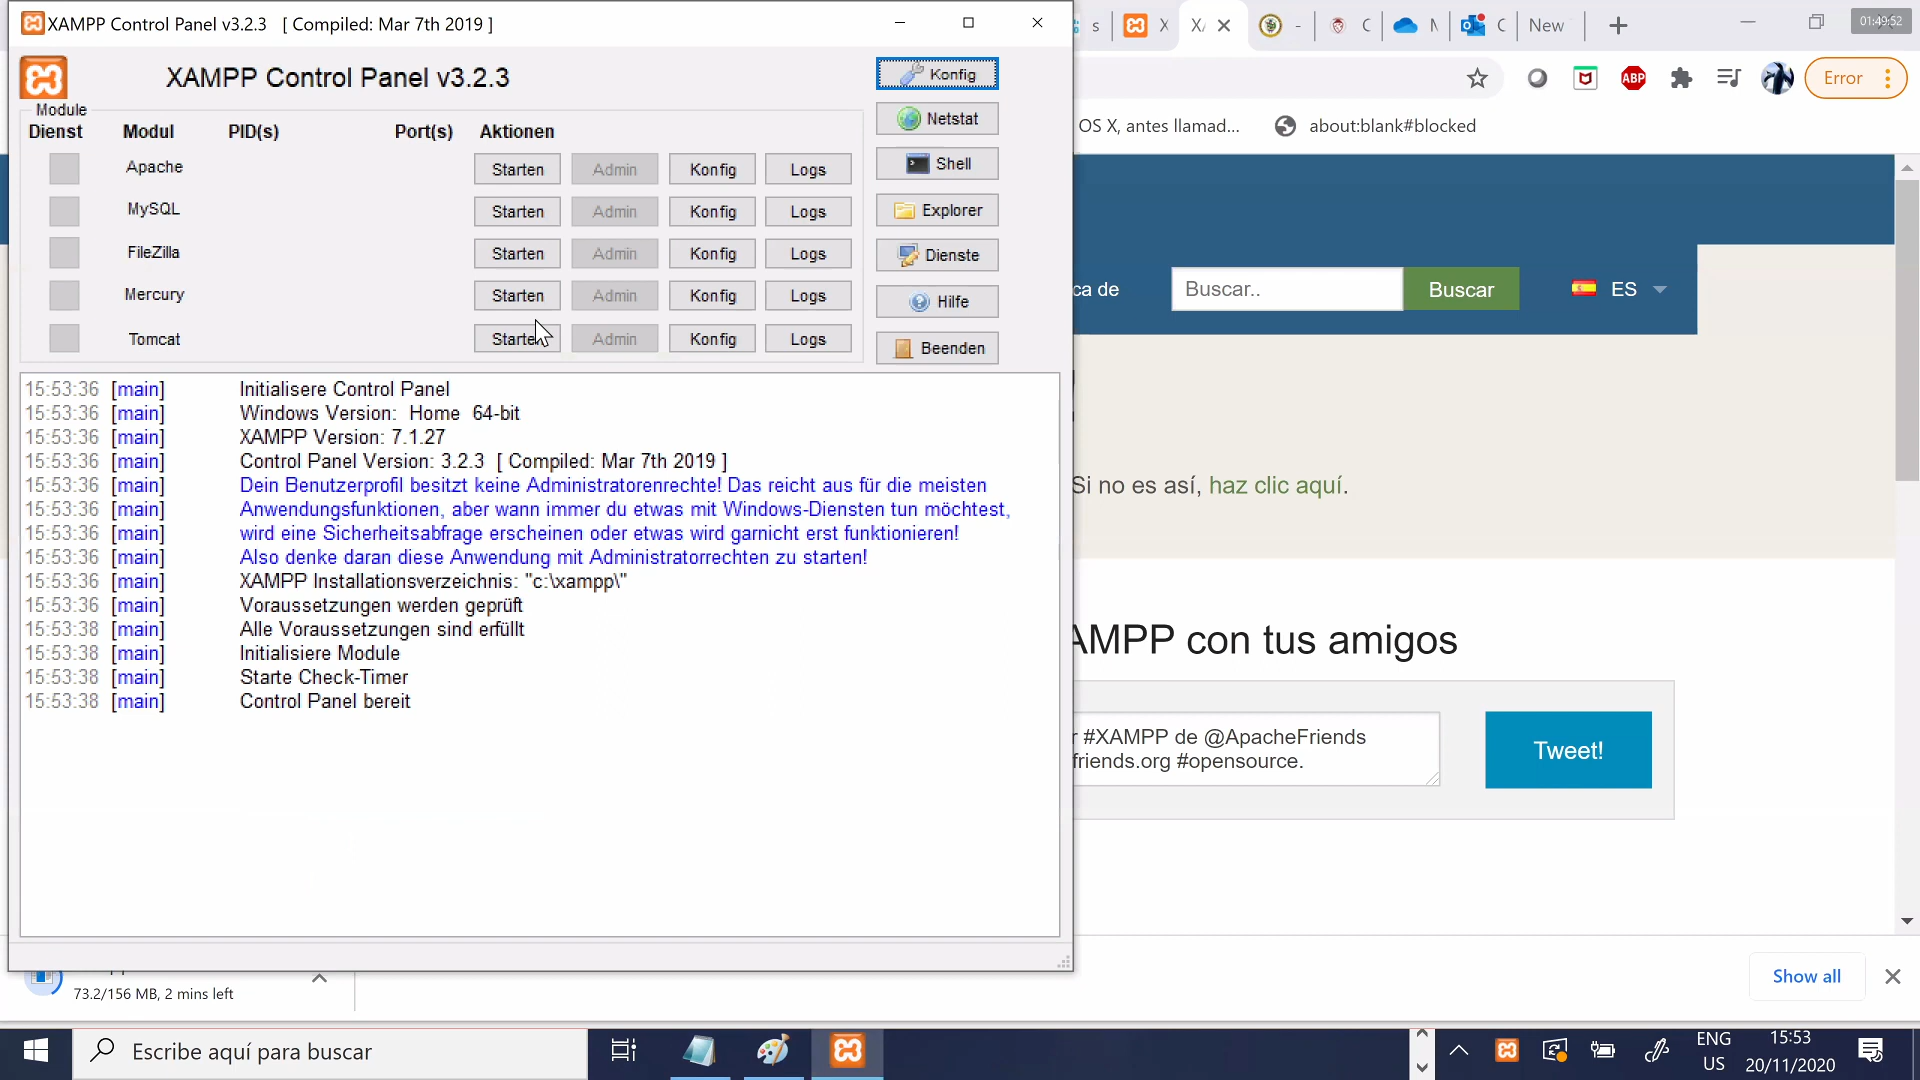 XAMPP Control Panel v3.2.3 [ Compiled: Mar 7th 2019 ]
s
X
X
-
C
N
C
New
01:49:52
XAMPP Control Panel v3.2.3
Konfig
ABP
Error
Module
Dienst Modul PID(s) Port(s) Aktionen
Netstat
OS X, antes llamad...
about:blank#blocked
Apache Starten Admin Konfig Logs
Shell
MySQL Starten Admin Konfig Logs
Explorer
FileZilla Starten Admin Konfig Logs
Dienste
Mercury Starten Admin Konfig Logs
Hilfe
Tomcat Starten Admin Konfig Logs
Beenden
ca de
Buscar..
Buscar
ES
15:53:36 [main] Initialisere Control Panel
15:53:36 [main] Windows Version: Home 64-bit
15:53:36 [main] XAMPP Version: 7.1.27
15:53:36 [main] Control Panel Version: 3.2.3 [ Compiled: Mar 7th 2019 ]
15:53:36 [main] Dein Benutzerprofil besitzt keine Administratorenrechte! Das reicht aus für die meisten
15:53:36 [main] Anwendungsfunktionen, aber wann immer du etwas mit Windows-Diensten tun möchtest,
15:53:36 [main] wird eine Sicherheitsabfrage erscheinen oder etwas wird garnicht erst funktionieren!
15:53:36 [main] Also denke daran diese Anwendung mit Administratorrechten zu starten!
15:53:36 [main] XAMPP Installationsverzeichnis: "c:\xampp\"
15:53:36 [main] Voraussetzungen werden geprüft
15:53:38 [main] Alle Voraussetzungen sind erfüllt
15:53:38 [main] Initialisiere Module
15:53:38 [main] Starte Check-Timer
15:53:38 [main] Control Panel bereit
Si no es así, haz clic aquí.
AMPP con tus amigos
r #XAMPP de @ApacheFriends
friends.org #opensource.
Tweet!
73.2/156 MB, 2 mins left
Show all
Escribe aquí para buscar
ENG
US
15:53
20/11/2020